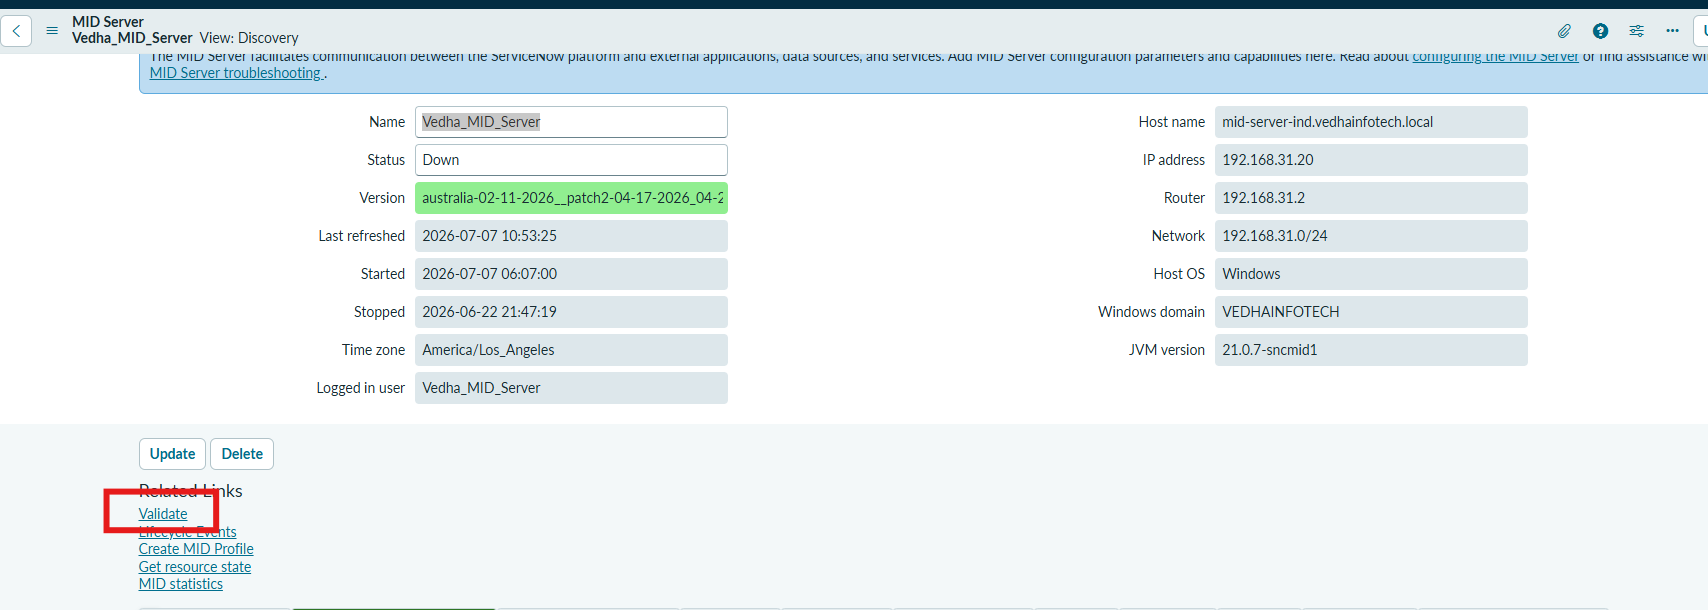 MID Server
Vedha_MID_Server View: Discovery
The MID Server facilitates communication between the ServiceNow platform and external applications, data sources, and services. Add MID Server configuration parameters and capabilities here. Read about configuring the MID Server or find assistance wi
MID Server troubleshooting .
Name Vedha_MID_Server
Status Down
Version australia-02-11-2026__patch2-04-17-2026_04-2
Last refreshed 2026-07-07 10:53:25
Started 2026-07-07 06:07:00
Stopped 2026-06-22 21:47:19
Time zone America/Los_Angeles
Logged in user Vedha_MID_Server
Host name mid-server-ind.vedhainfotech.local
IP address 192.168.31.20
Router 192.168.31.2
Network 192.168.31.0/24
Host OS Windows
Windows domain VEDHAINFOTECH
JVM version 21.0.7-sncmid1
Update Delete
Related Links
Validate
Lifecycle Events
Create MID Profile
Get resource state
MID statistics